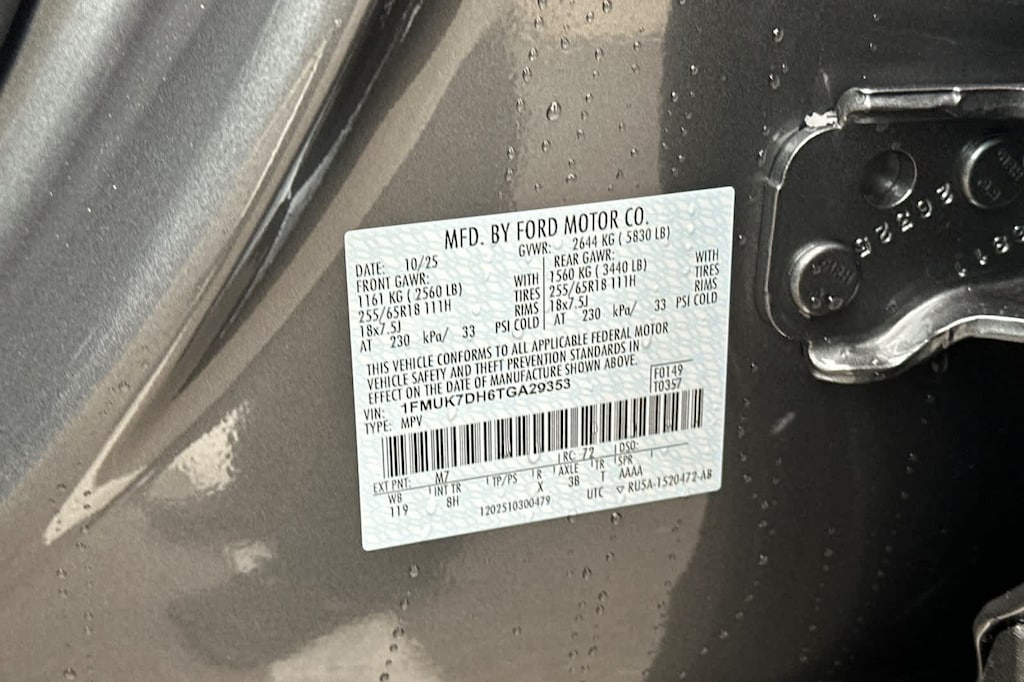 MFD. BY FORD MOTOR CO.
DATE: 10/25 GVWR: 2644 KG ( 5830 LB)
FRONT GAWR: REAR GAWR:
1161 KG ( 2560 LB) WITH 1560 KG ( 3440 LB) WITH
255/65R18 111H TIRES 255/65R18 111H TIRES
18x7.5J RIMS 18x7.5J RIMS
AT 230 kPa/ 33 PSI COLD AT 230 kPa/ 33 PSI COLD
THIS VEHICLE CONFORMS TO ALL APPLICABLE FEDERAL MOTOR
VEHICLE SAFETY AND THEFT PREVENTION STANDARDS IN
EFFECT ON THE DATE OF MANUFACTURE SHOWN ABOVE.
VIN: 1FMUK7DH6TGA29353 F0149
TYPE: MPV T0357
EXT PNT: M7 RC: 72 DSO:
WB INT TR TP/PS R AXLE TR SPR
119 8H X 3B T AAAA
1202510300479 UTC ▽ RU5A-1520472-AB